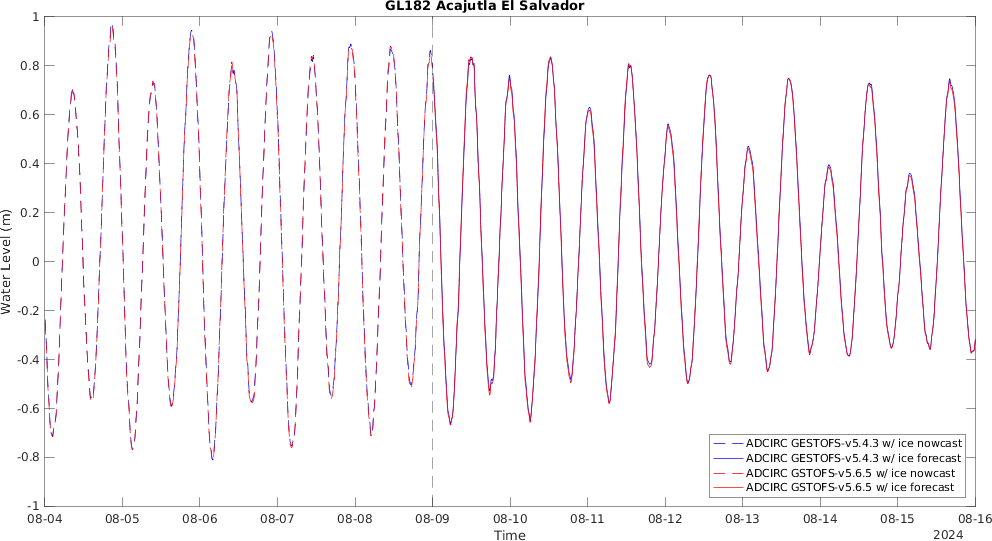 GL182 Acajutla El Salvador
1
0.8
0.6
0.4
0.2
0
-0.2
-0.4
-0.6
-0.8
-1
Water Level (m)
ADCIRC GESTOFS-v5.4.3 w/ ice nowcast
ADCIRC GESTOFS-v5.4.3 w/ ice forecast
ADCIRC GSTOFS-v5.6.5 w/ ice nowcast
ADCIRC GSTOFS-v5.6.5 w/ ice forecast
08-04 08-05 08-06 08-07 08-08 08-09 08-10 08-11 08-12 08-13 08-14 08-15 08-16
Time
2024